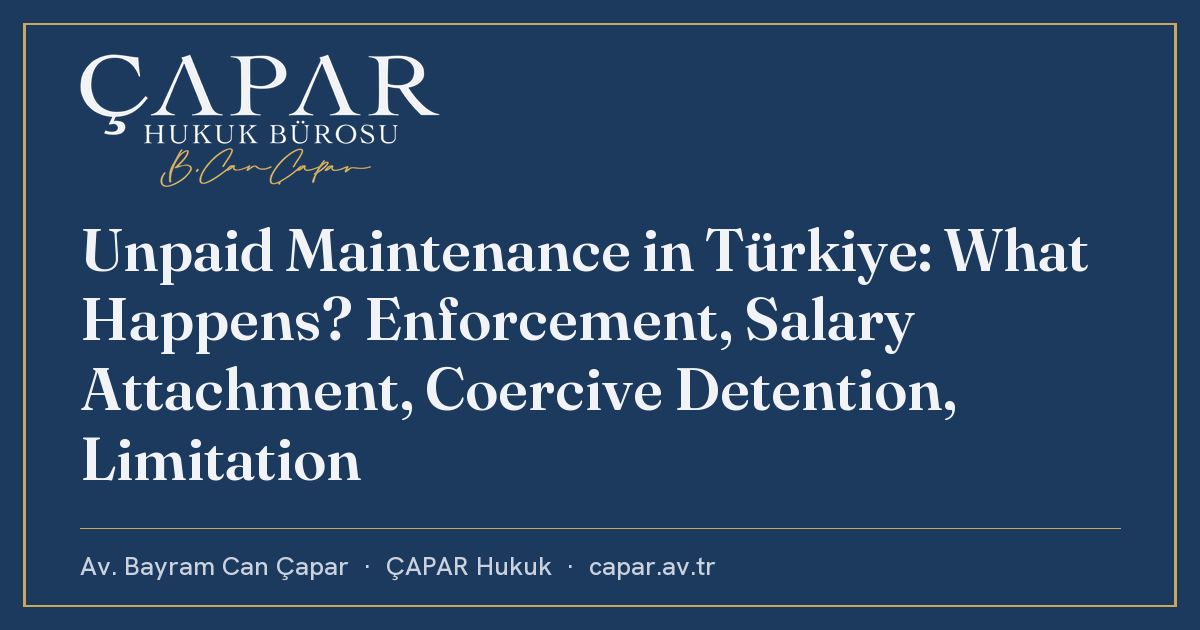 ÇAPAR
HUKUK BÜROSU
B.Can Çapar
Unpaid Maintenance in Türkiye: What
Happens? Enforcement, Salary
Attachment, Coercive Detention,
Limitation
Av. Bayram Can Çapar · ÇAPAR Hukuk · capar.av.tr